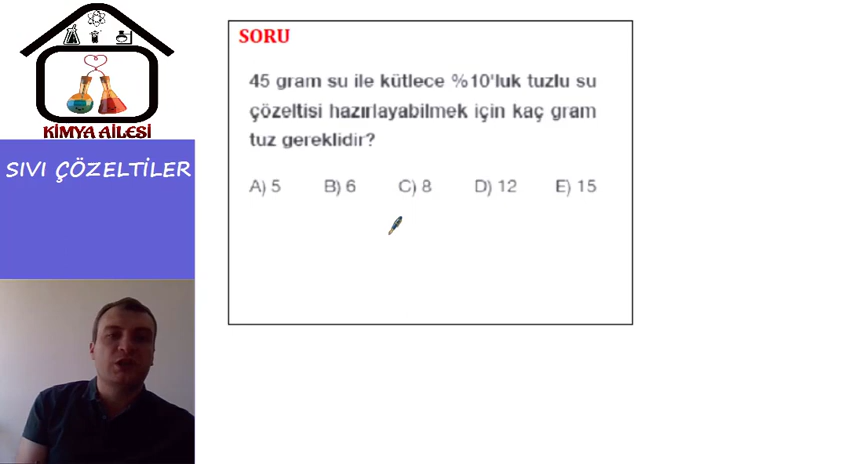 KİMYA AİLESİ
SIVI ÇÖZELTİLER
SORU
45 gram su ile kütlece %10'luk tuzlu su
çözeltisi hazırlayabilmek için kaç gram
tuz gereklidir?
A) 5 B) 6 C) 8 D) 12 E) 15